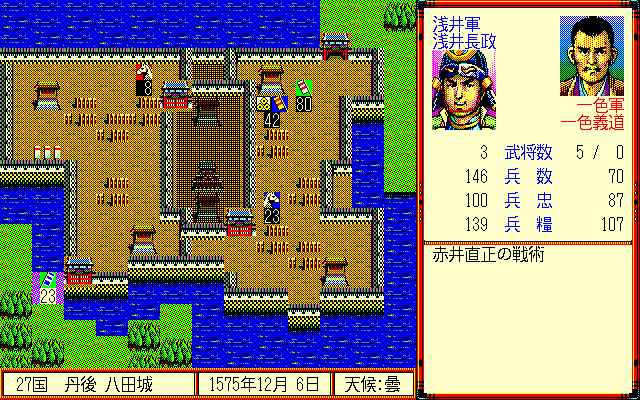 浅井軍
浅井長政
一色軍
一色義道
3 武将数 5 / 0
146 兵 数 70
100 兵 忠 87
139 兵 糧 107
赤井直正の戦術
8
80
42
23
23
27国 丹後 八田城 1575年12月 6日 天候:曇